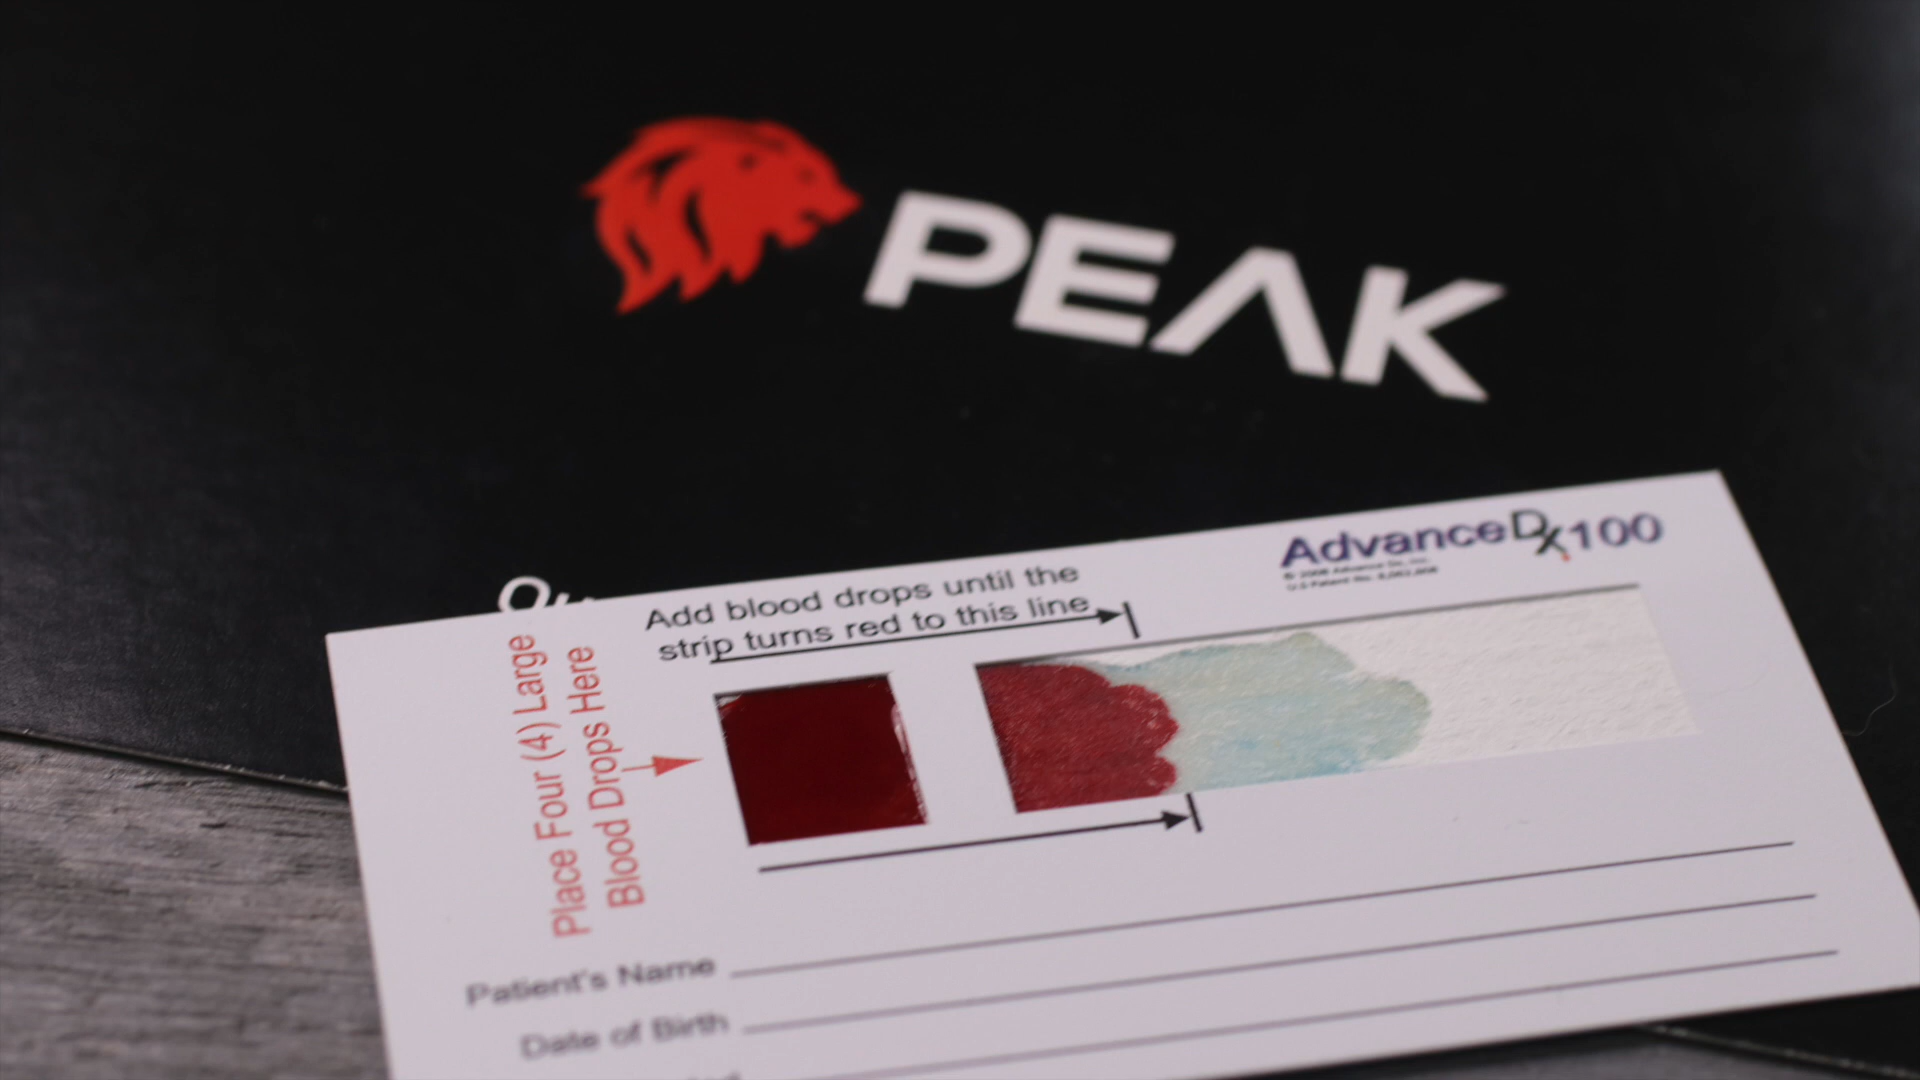 PEAK
AdvanceDx100
Add blood drops until the
strip turns red to this line
Place Four (4) Large
Blood Drops Here
Patient's Name
Date of Birth